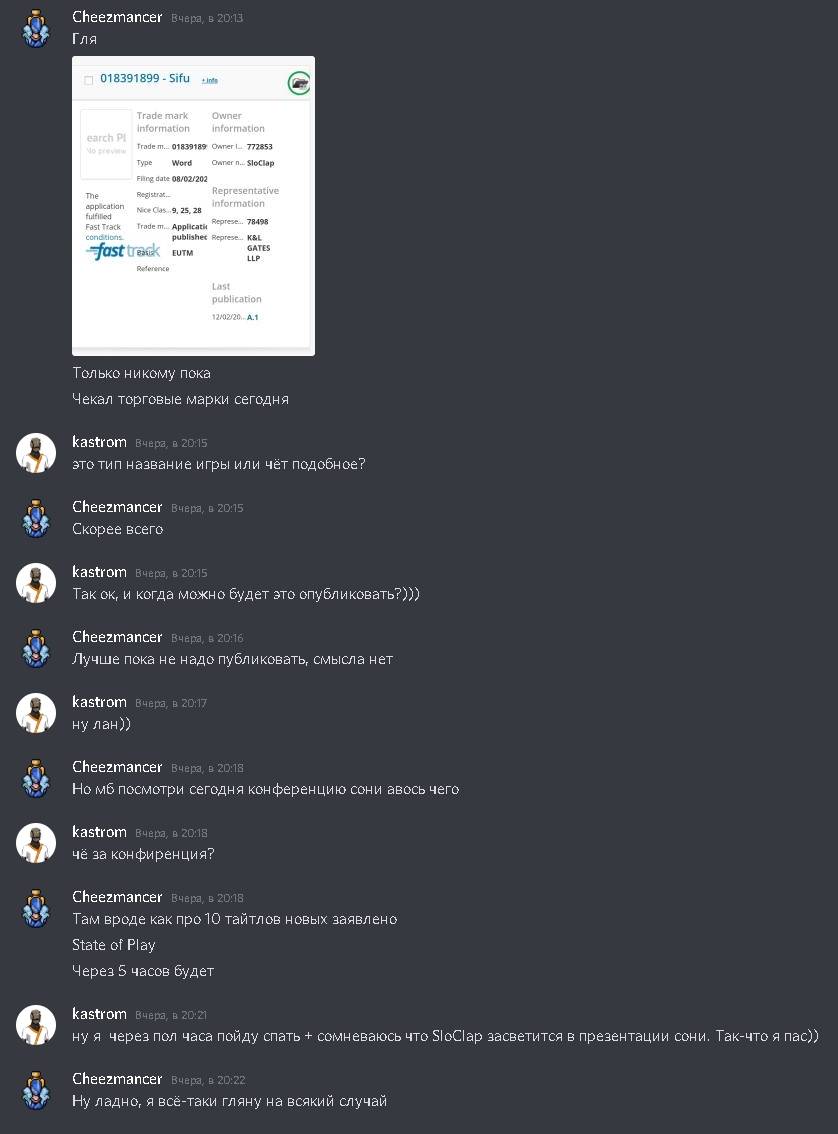 Cheezmancer Вчера, в 20:13
Гля
018391899 - Sifu + info
Trade mark information
Owner information
earch Pl
No preview
Trade m... 01839189
Owner I... 772853
Type Word
Owner n... SloClap
Filing date 08/02/202
Registrat...
Representative information
Nice Clas... 9, 25, 28
Represe... 78498
Trade m... Applicatic published
Represe... K&L GATES LLP
Basis EUTM
Reference
The application fulfilled Fast Track conditions.
fast track
Last publication
12/02/20... A.1
Только никому пока
Чекал торговые марки сегодня
kastrom Вчера, в 20:15
это тип название игры или чёт подобное?
Cheezmancer Вчера, в 20:15
Скорее всего
kastrom Вчера, в 20:15
Так ок, и когда можно будет это опубликовать?)))
Cheezmancer Вчера, в 20:16
Лучше пока не надо публиковать, смысла нет
kastrom Вчера, в 20:17
ну лан))
Cheezmancer Вчера, в 20:18
Но мб посмотри сегодня конференцию сони авось чего
kastrom Вчера, в 20:18
чё за конфиренция?
Cheezmancer Вчера, в 20:18
Там вроде как про 10 тайтлов новых заявлено
State of Play
Через 5 часов будет
kastrom Вчера, в 20:21
ну я через пол часа пойду спать + сомневаюсь что SloClap засветится в презентации сони. Так-что я пас))
Cheezmancer Вчера, в 20:22
Ну ладно, я всё-таки гляну на всякий случай